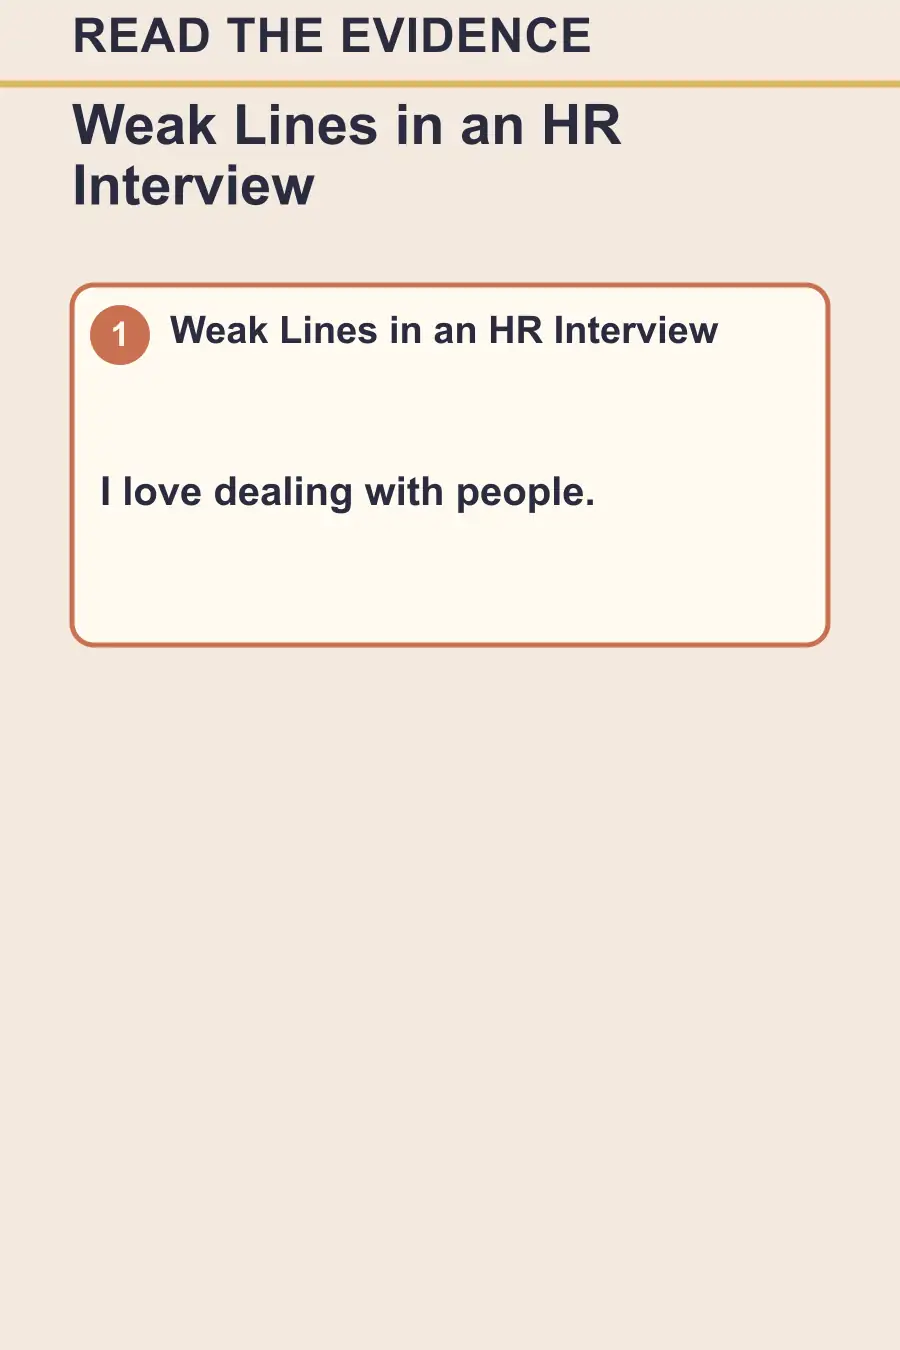 READ THE EVIDENCE
Weak Lines in an HR
Interview
1 Weak Lines in an HR Interview
I love dealing with people.